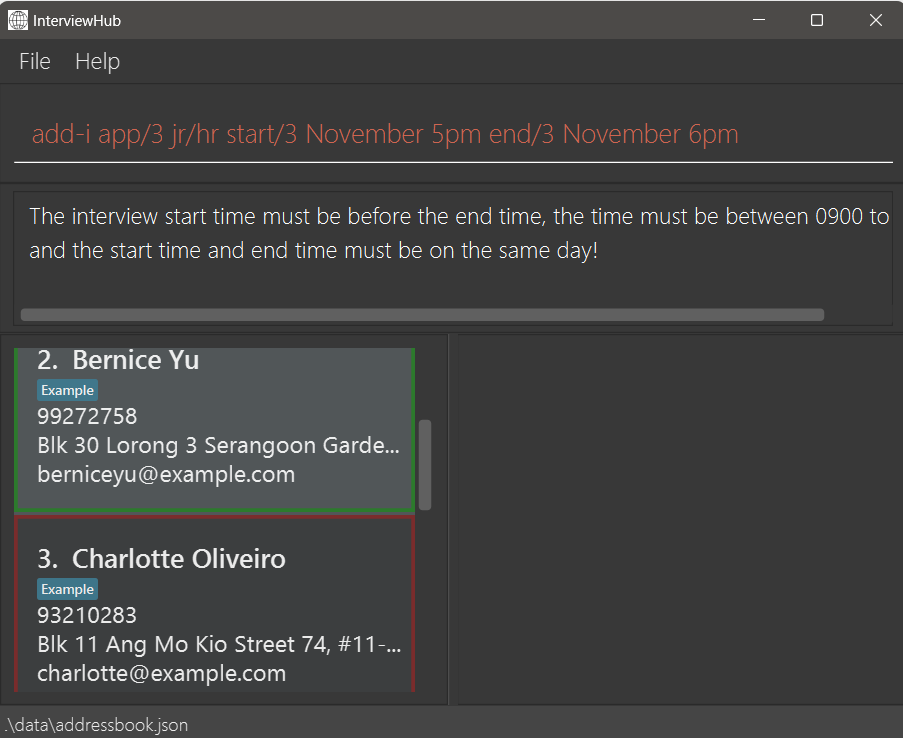 InterviewHub
File Help
add-i app/3 jr/hr start/3 November 5pm end/3 November 6pm
The interview start time must be before the end time, the time must be between 0900 to
and the start time and end time must be on the same day!
2. Bernice Yu
Example
99272758
Blk 30 Lorong 3 Serangoon Garde...
berniceyu@example.com
3. Charlotte Oliveiro
Example
93210283
Blk 11 Ang Mo Kio Street 74, #11-...
charlotte@example.com
.\data\addressbook.json